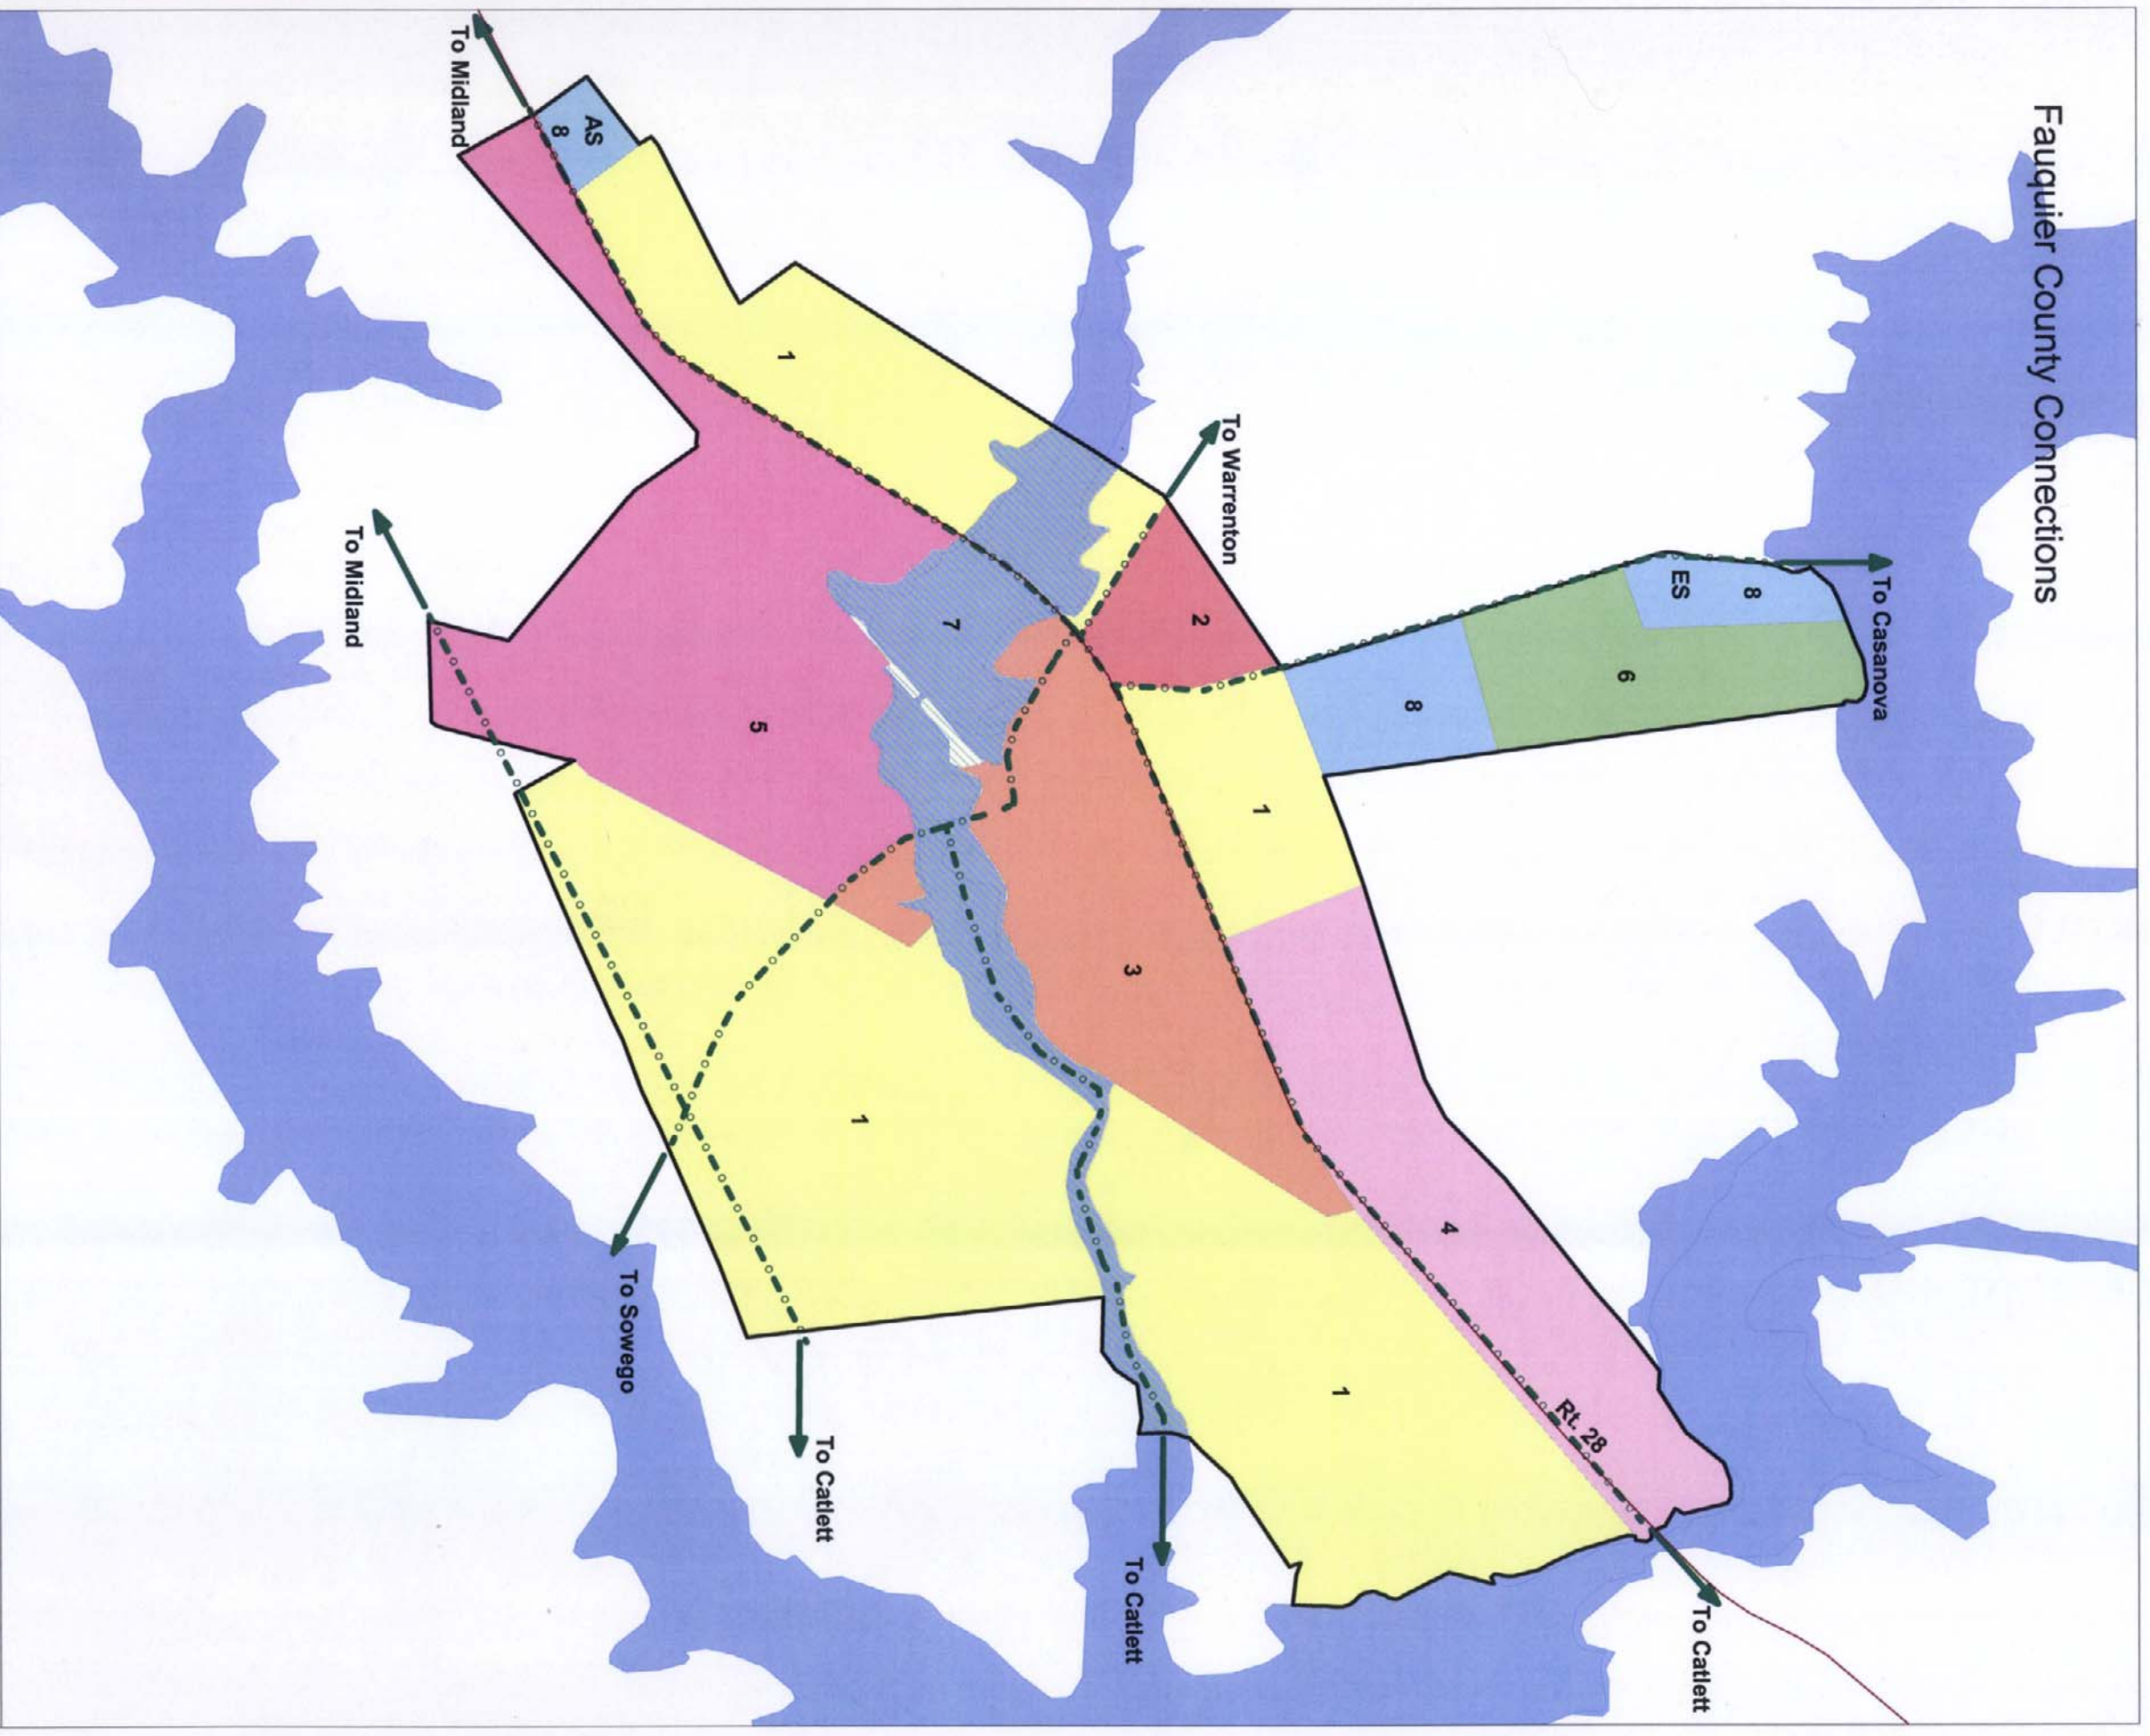 Fauquier County Connections
To Casanova
8
ES
6
8
To Warrenton
2
1
1
4
Rt. 28
3
7
1
To Catlett
To Midland
AS
8
5
1
To Catlett
To Midland
To Sowego
To Catlett